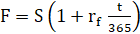 F = S ( 1 + r_f t/365 )